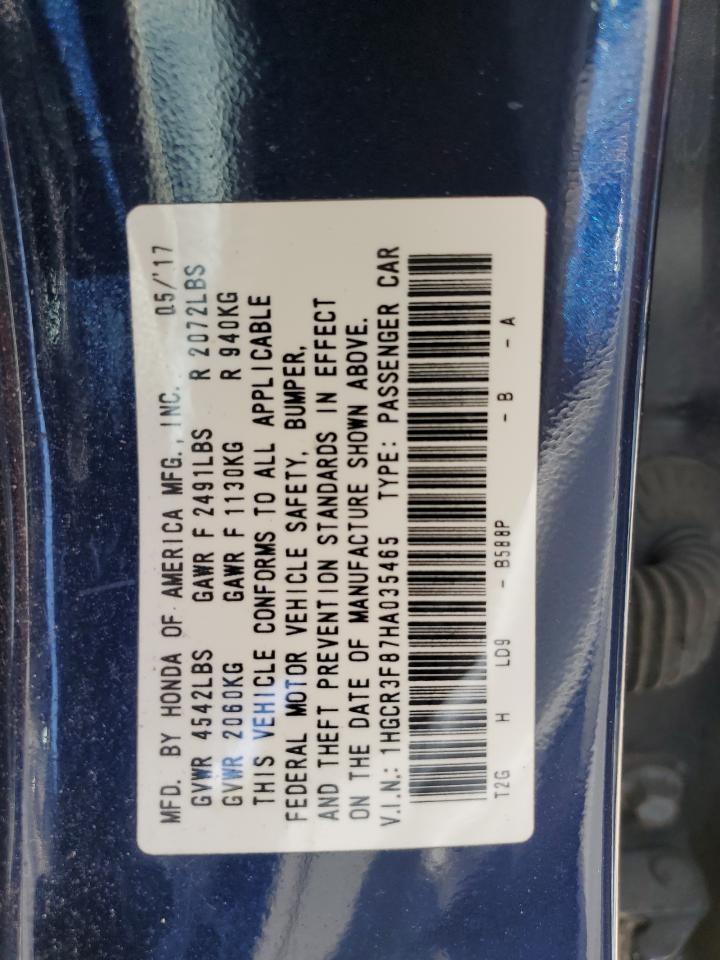 MFD. BY HONDA OF AMERICA MFG., INC. 05/'17
GVWR 4542LBS GAWR F 2491LBS R 2072LBS
GVWR 2060KG GAWR F 1130KG R 940KG
THIS VEHICLE CONFORMS TO ALL APPLICABLE
FEDERAL MOTOR VEHICLE SAFETY, BUMPER,
AND THEFT PREVENTION STANDARDS IN EFFECT
ON THE DATE OF MANUFACTURE SHOWN ABOVE.
V.I.N.: 1HGCR3F87HA035465 TYPE: PASSENGER CAR
T2G H LD9 - B588P - B - A